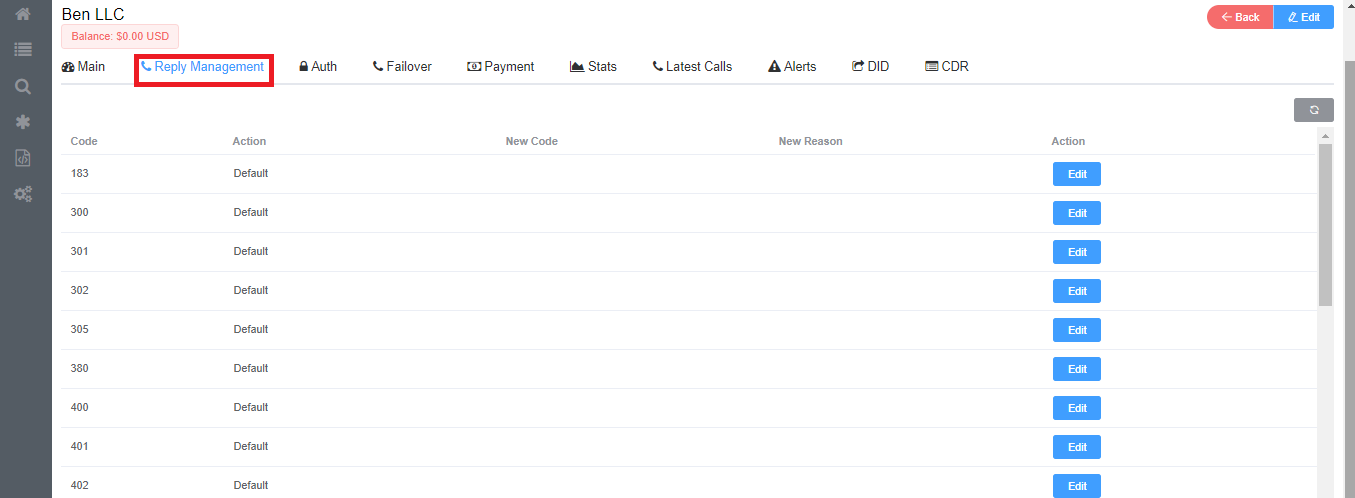 Ben LLC
Back Edit
Balance: $0.00 USD
Main Reply Management Auth Failover Payment Stats Latest Calls Alerts DID CDR
Code Action New Code New Reason Action
183 Default Edit
300 Default Edit
301 Default Edit
302 Default Edit
305 Default Edit
380 Default Edit
400 Default Edit
401 Default Edit
402 Default Edit